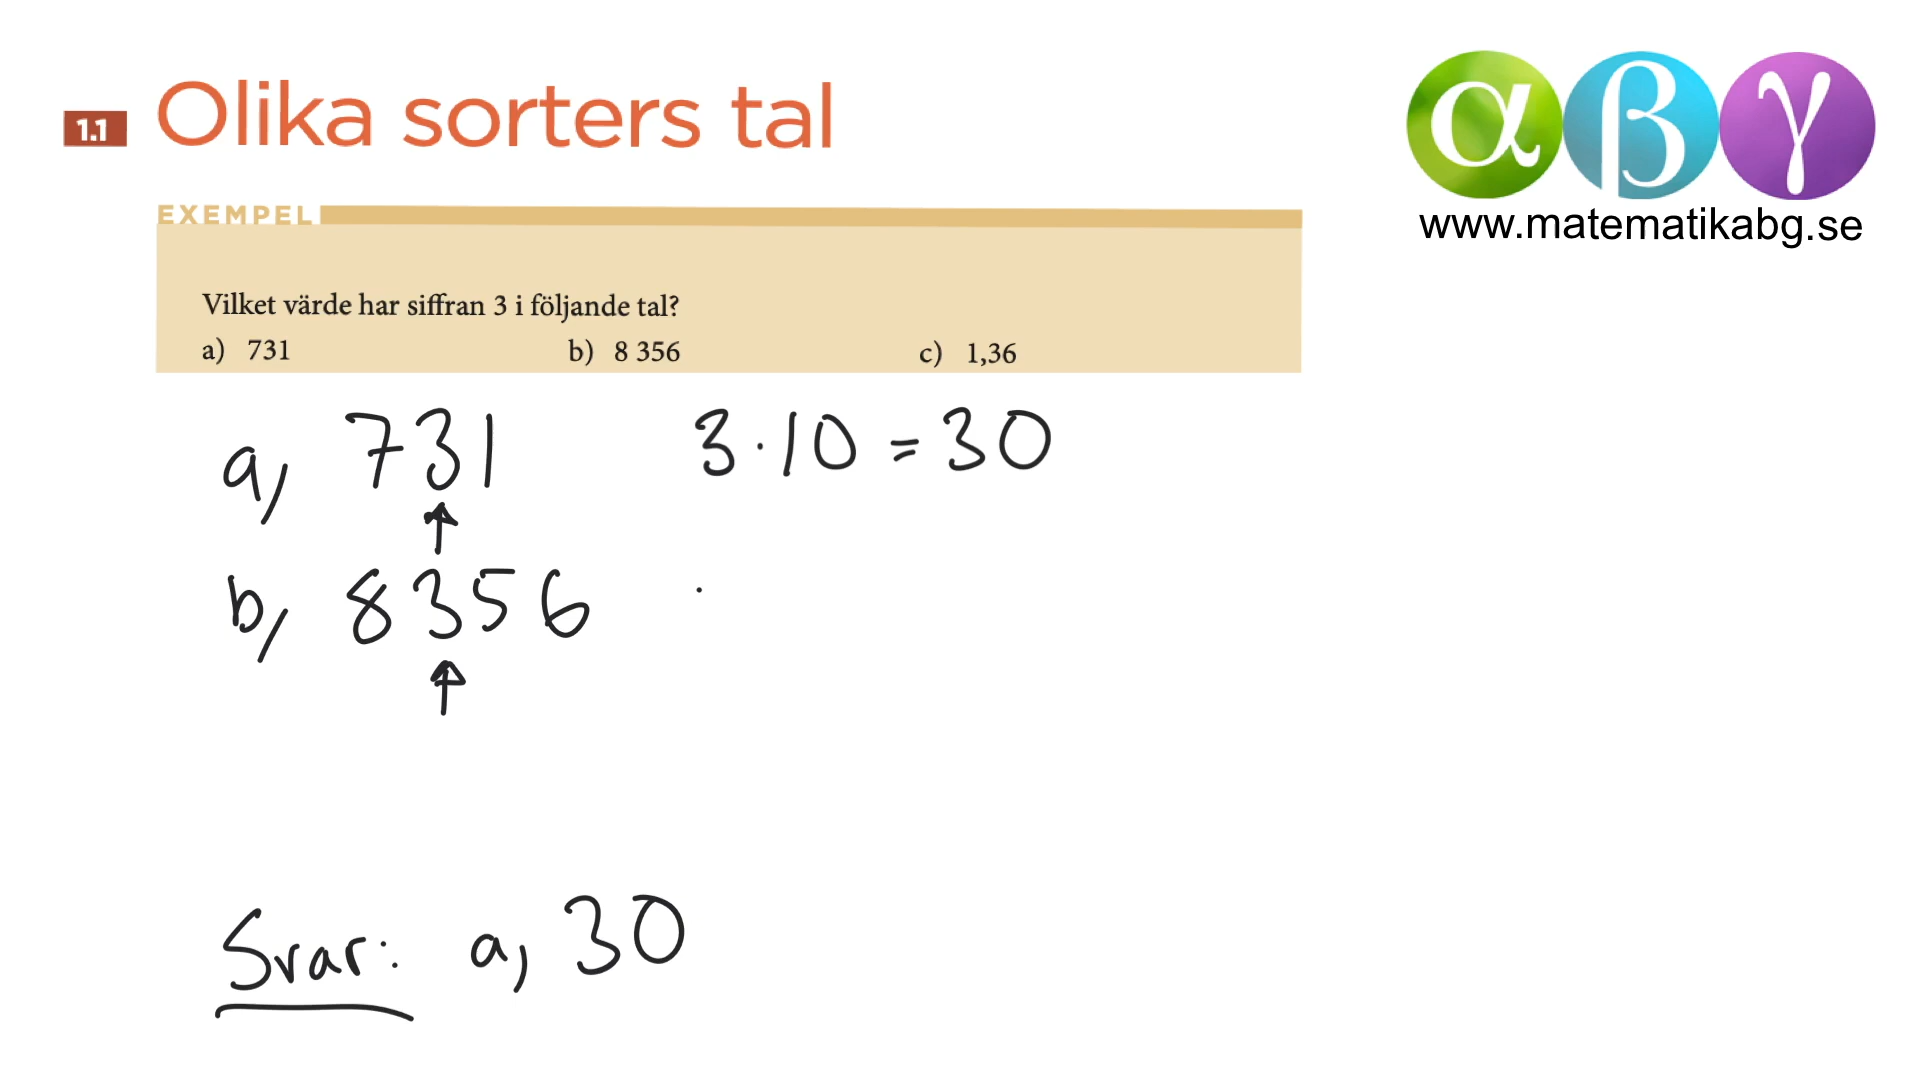 1.1 Olika sorters tal
αβγ
www.matematikabg.se
EXEMPEL
Vilket värde har siffran 3 i följande tal?
a) 731 b) 8 356 c) 1,36
a, 731 3·10 = 30
↑
b, 8356 ·
↑
Svar: a, 30